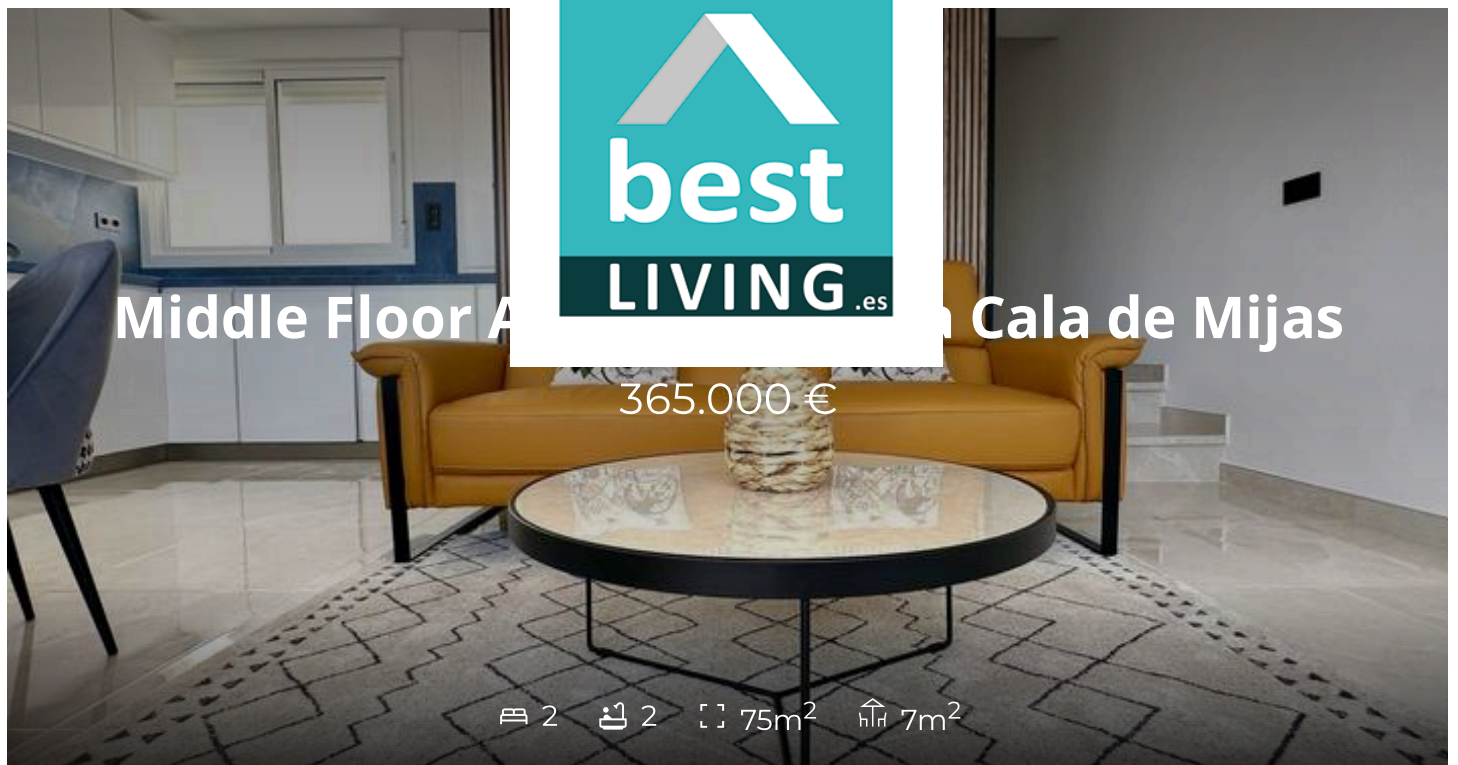 best
LIVING.es
Middle Floor Cala de Mijas
365.000 €
2 2 75m² 7m²